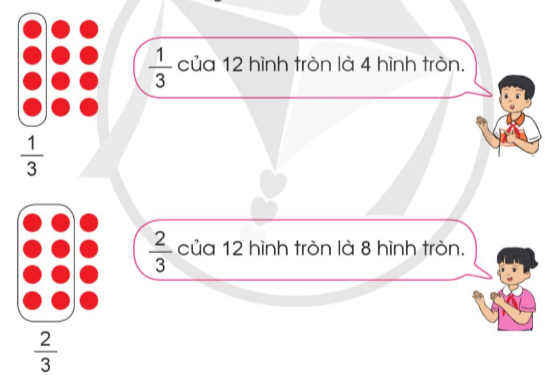 1/3 của 12 hình tròn là 4 hình tròn.
1/3
2/3 của 12 hình tròn là 8 hình tròn.
2/3